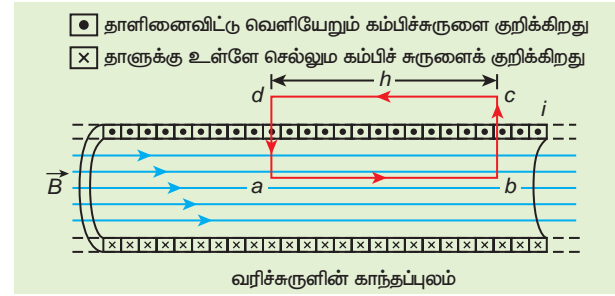 தாளினைவிட்டு வெளியேறும் கம்பிச்சுருளை குறிக்கிறது
தாளுக்கு உள்ளே செல்லும கம்பிச் சுருளைக் குறிக்கிறது
h
d c i
B a b
வரிச்சுருளின் காந்தப்புலம்